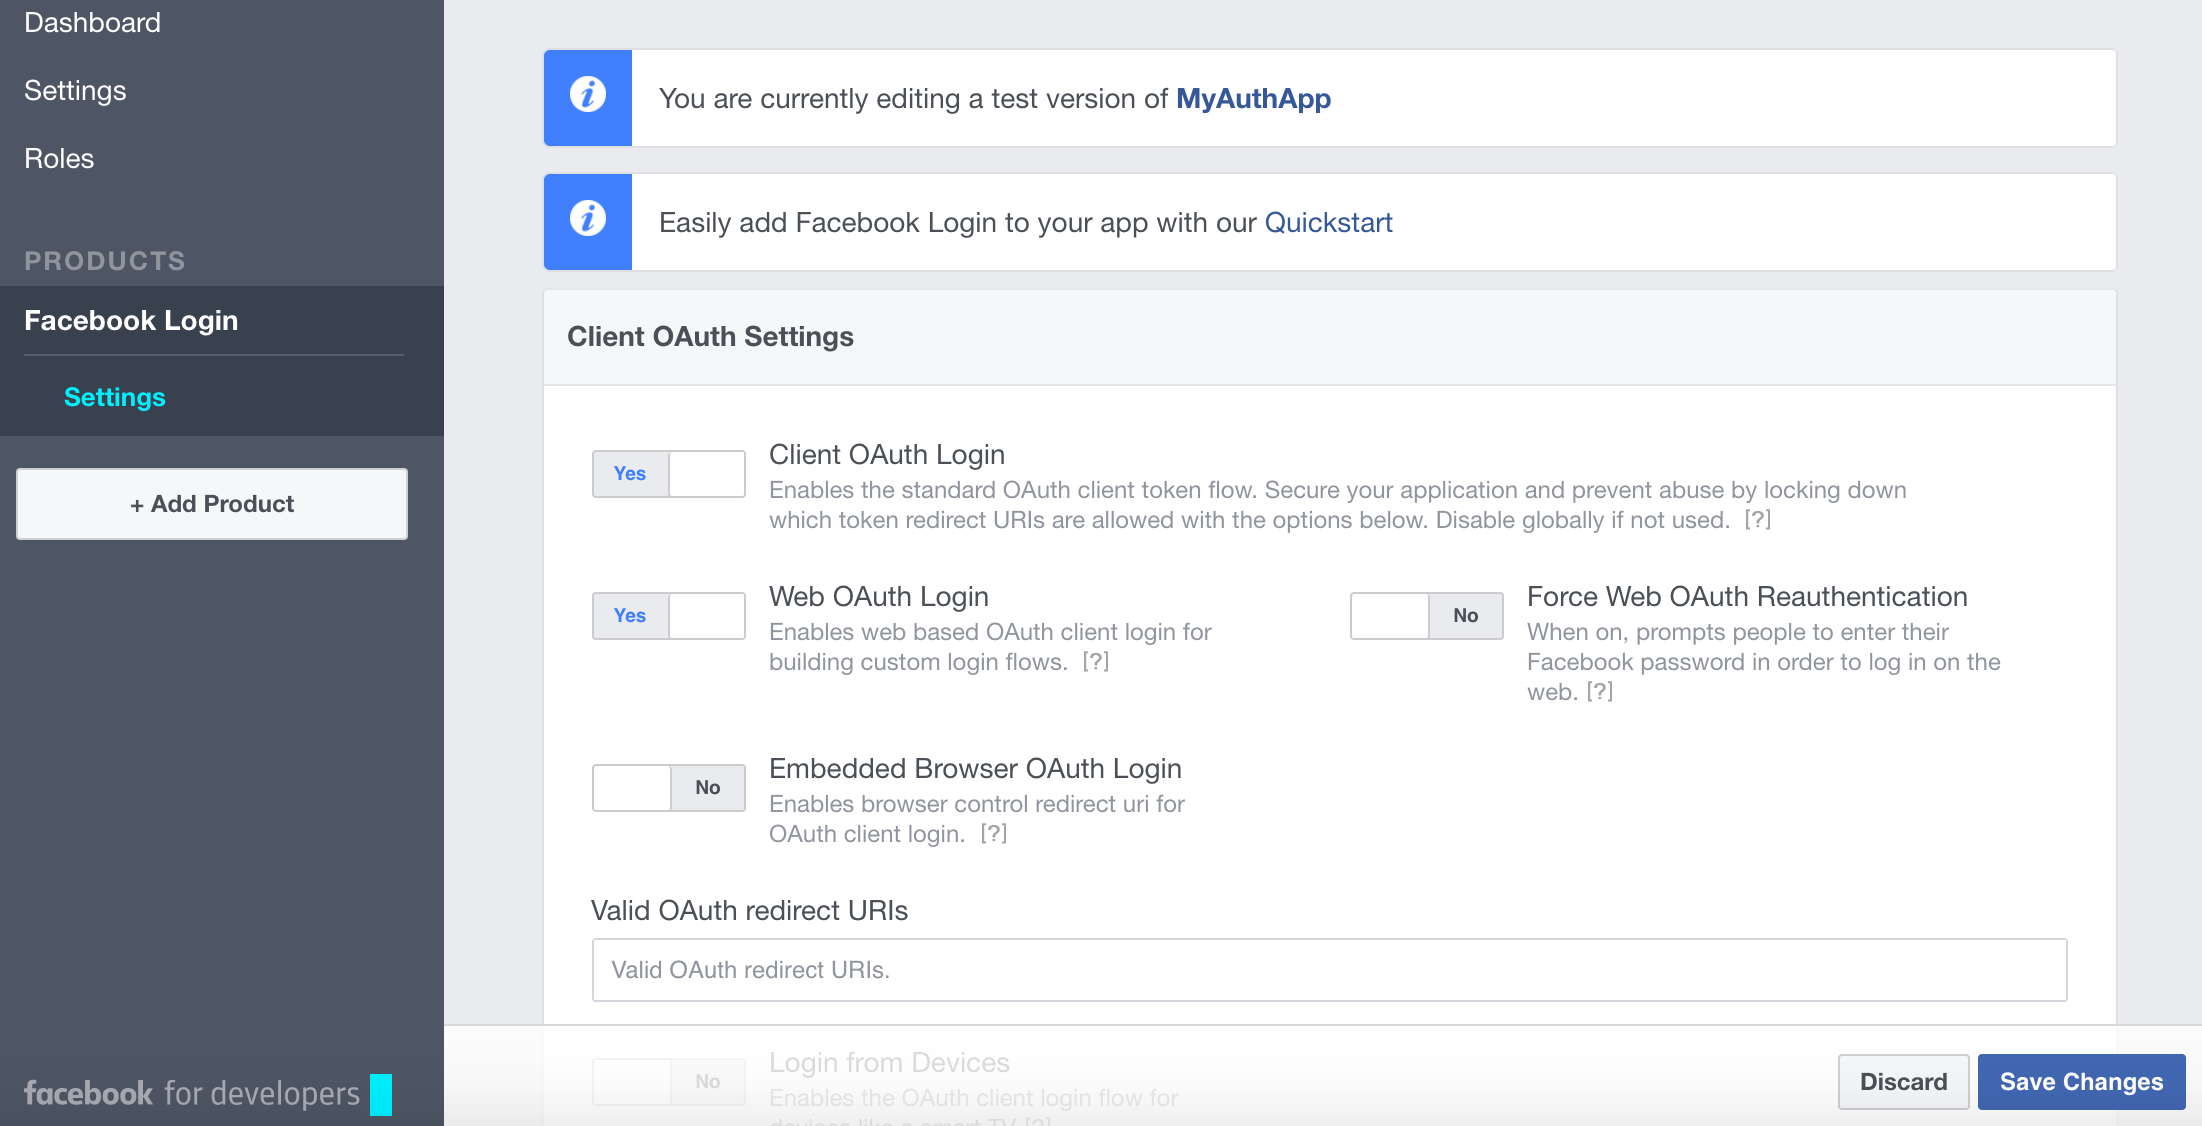 Dashboard
Settings
Roles
PRODUCTS
Facebook Login
Settings
+ Add Product
facebook for developers
You are currently editing a test version of MyAuthApp
Easily add Facebook Login to your app with our Quickstart
Client OAuth Settings
Yes
Client OAuth Login
Enables the standard OAuth client token flow. Secure your application and prevent abuse by locking down
which token redirect URIs are allowed with the options below. Disable globally if not used. [?]
Yes
Web OAuth Login
Enables web based OAuth client login for
building custom login flows. [?]
No
Force Web OAuth Reauthentication
When on, prompts people to enter their
Facebook password in order to log in on the
web. [?]
No
Embedded Browser OAuth Login
Enables browser control redirect uri for
OAuth client login. [?]
Valid OAuth redirect URIs
Valid OAuth redirect URIs.
No
Login from Devices
Enables the OAuth client login flow for
devices like a smart TV [?]
Discard
Save Changes